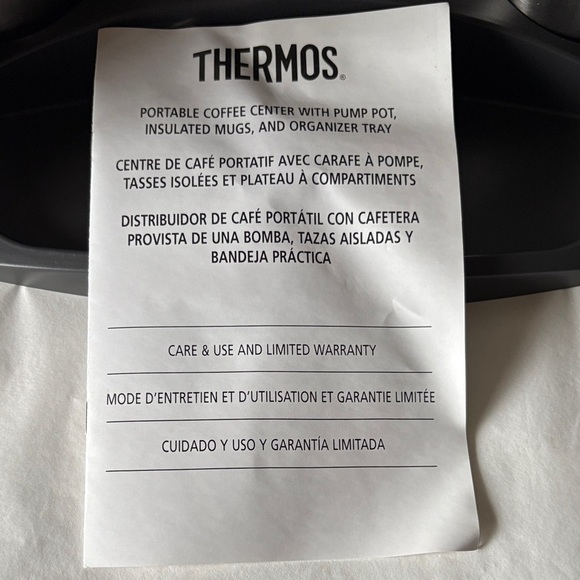 THERMOS®
PORTABLE COFFEE CENTER WITH PUMP POT,
INSULATED MUGS, AND ORGANIZER TRAY
CENTRE DE CAFÉ PORTATIF AVEC CARAFE À POMPE,
TASSES ISOLÉES ET PLATEAU À COMPARTIMENTS
DISTRIBUIDOR DE CAFÉ PORTÁTIL CON CAFETERA
PROVISTA DE UNA BOMBA, TAZAS AISLADAS Y
BANDEJA PRÁCTICA
CARE & USE AND LIMITED WARRANTY
MODE D'ENTRETIEN ET D'UTILISATION ET GARANTIE LIMITÉE
CUIDADO Y USO Y GARANTÍA LIMITADA